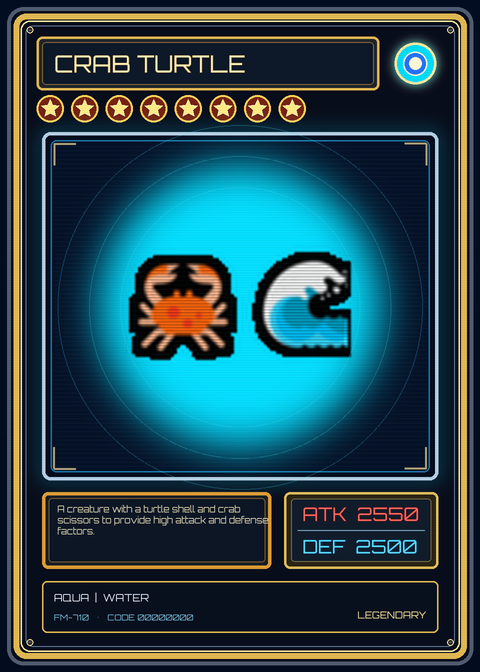 CRAB TURTLE
A creature with a turtle shell and crab
scissors to provide high attack and defense
factors.
ATK 2550
DEF 2500
AQUA | WATER
FM-710 · CODE 00000000
LEGENDARY